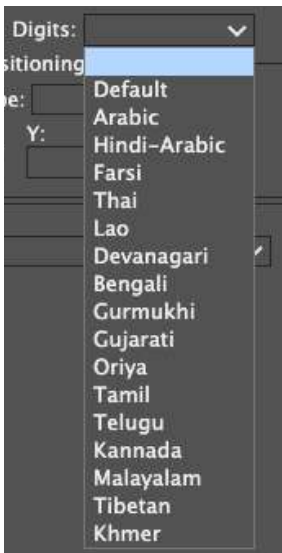 Digits:
sitioning
e:
Y:
Default
Arabic
Hindi-Arabic
Farsi
Thai
Lao
Devanagari
Bengali
Gurmukhi
Gujarati
Oriya
Tamil
Telugu
Kannada
Malayalam
Tibetan
Khmer